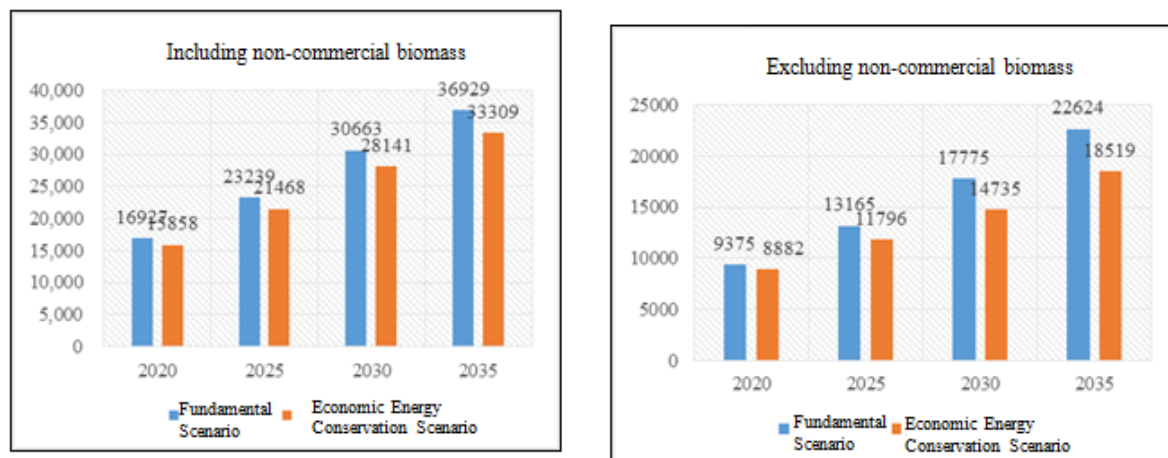 Including non-commercial biomass
40,000
35,000
30,000
25,000
20,000
15,000
10,000
5,000
0
16927
15858
23239
21468
30663
28141
36929
33309
2020 2025 2030 2035
Fundamental Scenario
Economic Energy
Conservation Scenario
Excluding non-commercial biomass
25000
20000
15000
10000
5000
0
9375
8882
13165
11796
17775
14735
22624
18519
2020 2025 2030 2035
Fundamental
Scenario
Economic Energy
Conservation Scenario